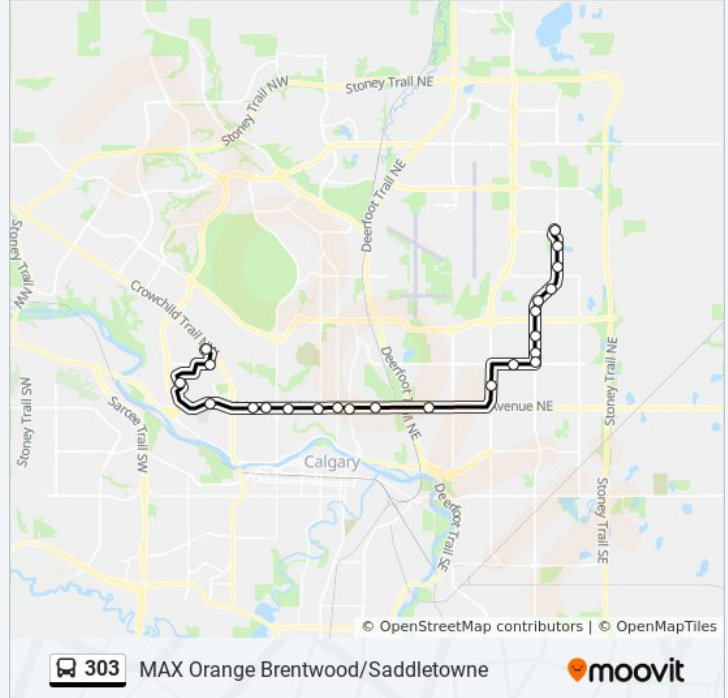 Stoney Trail NW
Stoney Trail NE
Deerfoot Trail NE
Stoney Trail NW
Crowchild Trail NW
Deerfoot Trail NE
Stoney Trail NE
Stoney Trail SW
Sarcee Trail SW
Avenue NE
Calgary
Deerfoot Trail SE
Stoney Trail SE
© OpenStreetMap contributors | © OpenMapTiles
303 MAX Orange Brentwood/Saddletowne
moovit